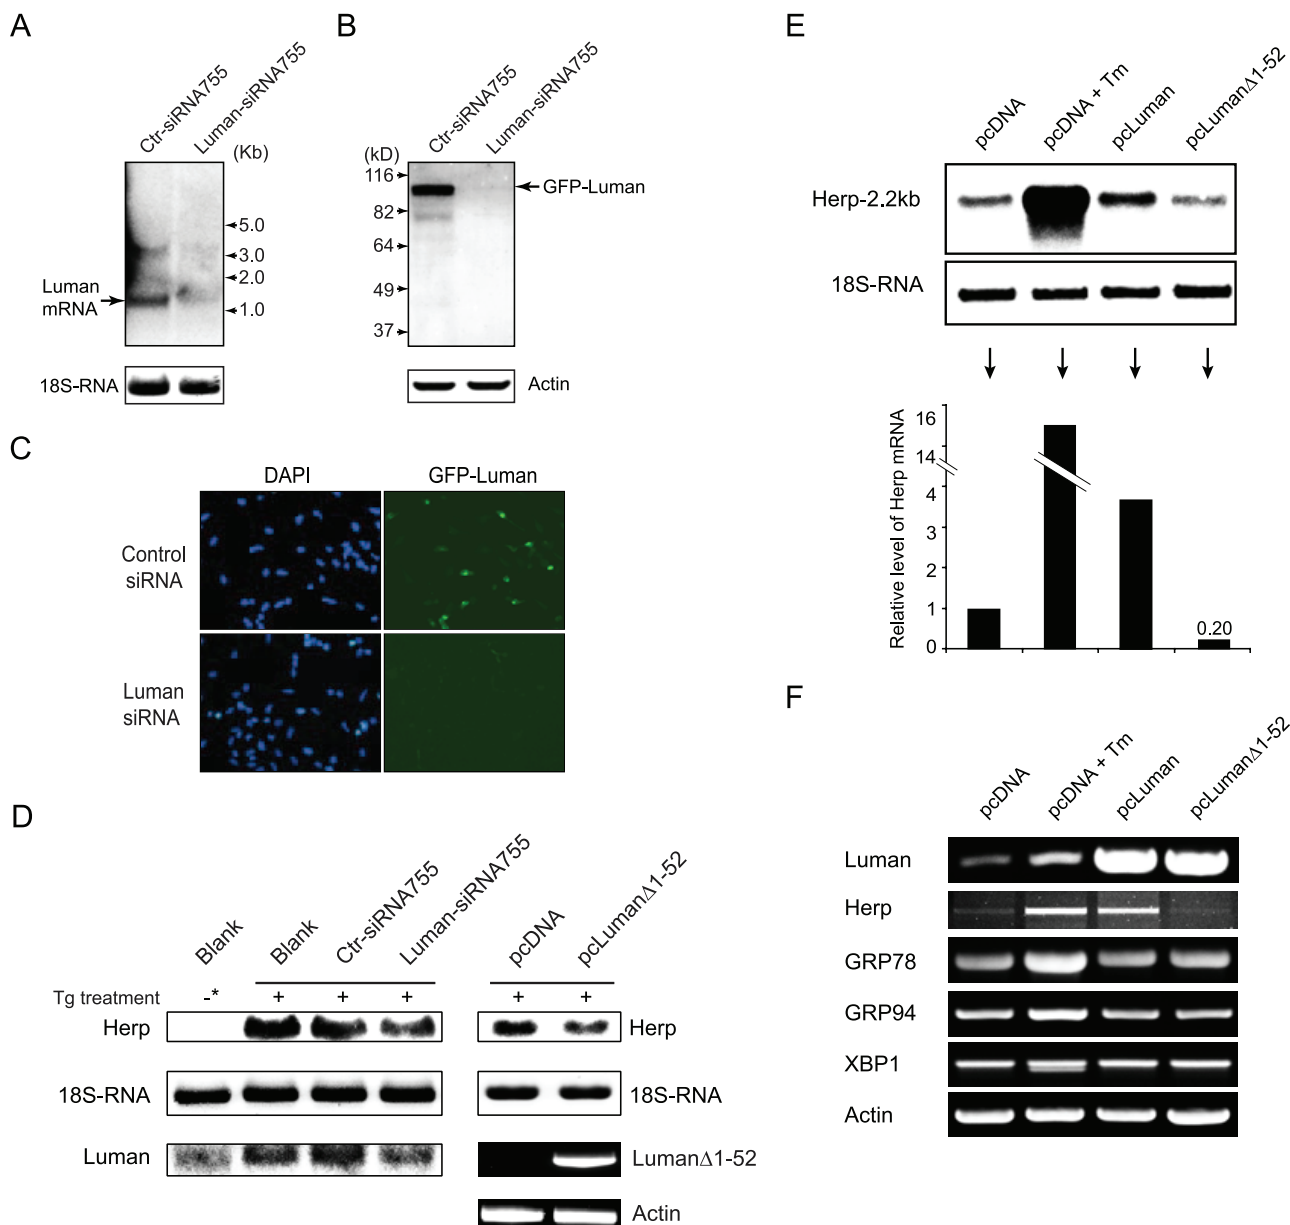 A
Ctr-siRNA755
Luman-siRNA755
(Kb)
5.0
3.0
2.0
1.0
Luman
mRNA
18S-RNA
B
Ctr-siRNA755
Luman-siRNA755
(kD)
116
82
64
49
37
GFP-Luman
Actin
C
DAPI
GFP-Luman
Control
siRNA
Luman
siRNA
D
Blank
Blank
Ctr-siRNA755
Luman-siRNA755
pcDNA
pcLumanΔ1-52
Tg treatment -* + + + + +
Herp
Herp
18S-RNA
18S-RNA
Luman
LumanΔ1-52
Actin
E
pcDNA
pcDNA + Tm
pcLuman
pcLumanΔ1-52
Herp-2.2kb
18S-RNA
Relative level of Herp mRNA
16
14
4
3
2
1
0
0.20
F
pcDNA
pcDNA + Tm
pcLuman
pcLumanΔ1-52
Luman
Herp
GRP78
GRP94
XBP1
Actin